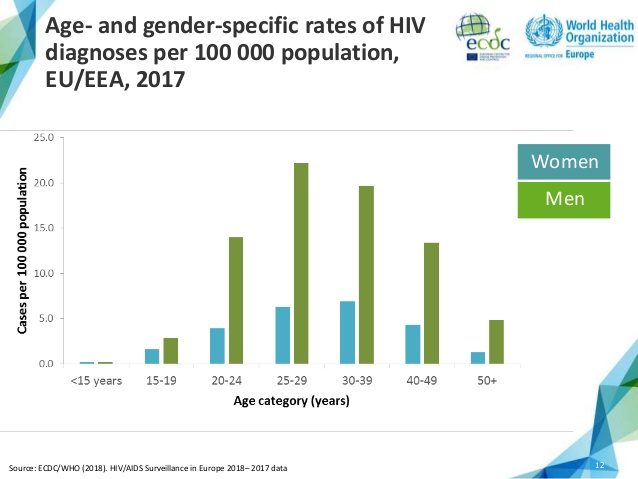 Age- and gender-specific rates of HIV
diagnoses per 100 000 population,
EU/EEA, 2017
ecdc
World Health
Organization
REGIONAL OFFICE FOR Europe
25.0
20.0
15.0
10.0
5.0
0.0
Cases per 100 000 population
<15 years 15-19 20-24 25-29 30-39 40-49 50+
Age category (years)
Women
Men
Source: ECDC/WHO (2018). HIV/AIDS Surveillance in Europe 2018– 2017 data
12